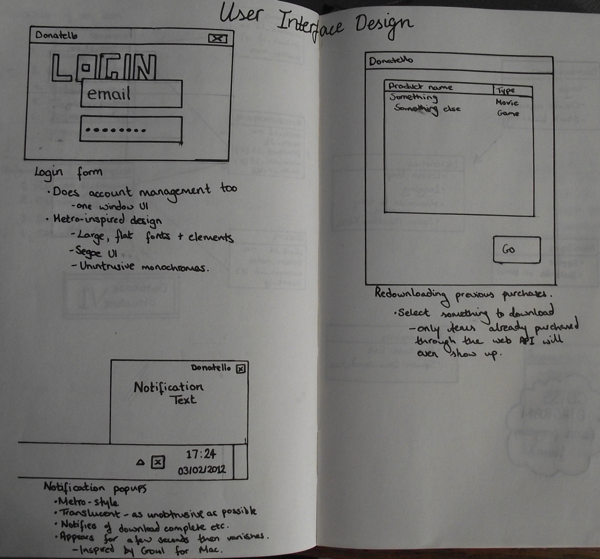 User Interface Design
Donatello
LOGIN
email
Login form
• Does account management too
- one window UI
• Metro-inspired design
- Large, flat fonts + elements
- Segoe UI
- Unintrusive monochromas.
Donatello
Notification
Text
17:24
03/02/2012
Notification popups
• Metro-style
• Translucent - as unobtrusive as possible
• Notifies of download complete etc.
• Appears for a few seconds then vanishes.
- Inspired by Growl for Mac.
Donatello
Product name Type
Something Movie
Something else Game
Go
Redownloading previous purchases.
• Select something to download
- only items already purchased
through the web API will
even show up.